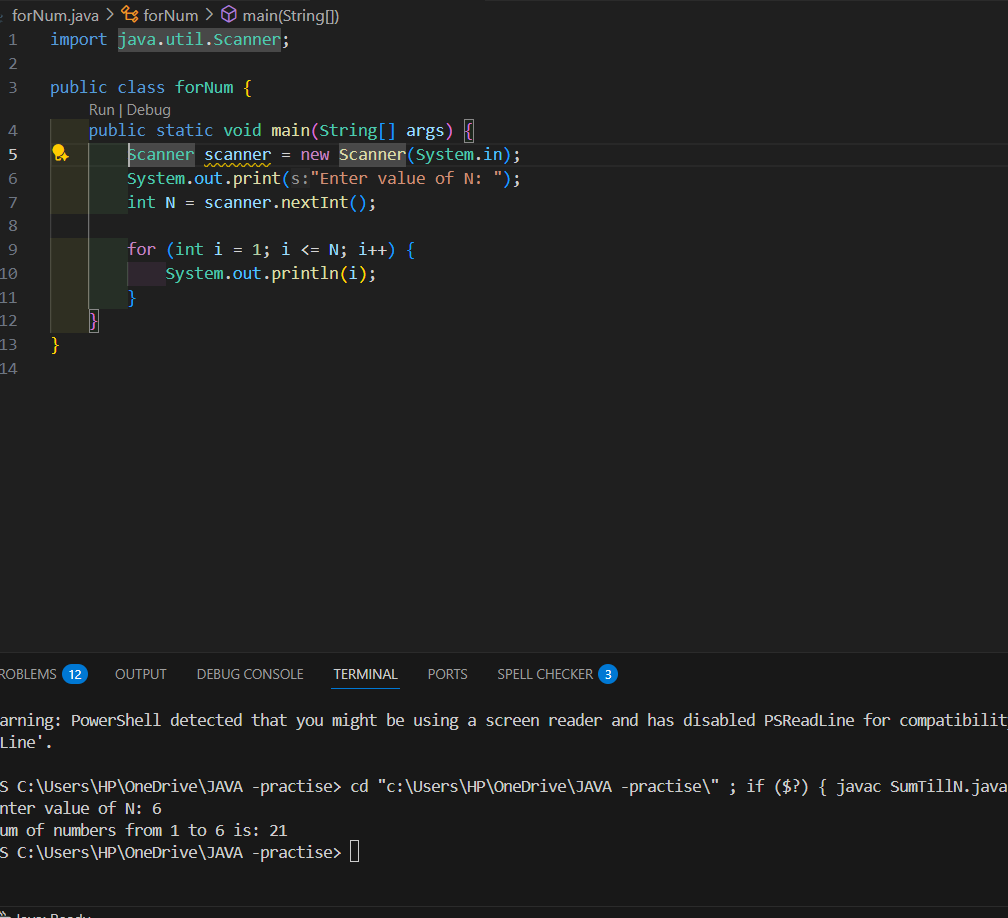 forNum.java > forNum > main(String[])
1 import java.util.Scanner;
2
3 public class forNum {
Run | Debug
4 public static void main(String[] args) {
5 Scanner scanner = new Scanner(System.in);
6 System.out.print(s:"Enter value of N: ");
7 int N = scanner.nextInt();
8
9 for (int i = 1; i <= N; i++) {
10 System.out.println(i);
11 }
12 }
13 }
14
ROBLEMS 12 OUTPUT DEBUG CONSOLE TERMINAL PORTS SPELL CHECKER 3
arning: PowerShell detected that you might be using a screen reader and has disabled PSReadLine for compatibilit
Line'.
S C:\Users\HP\OneDrive\JAVA -practise> cd "c:\Users\HP\OneDrive\JAVA -practise\" ; if ($?) { javac SumTillN.java
nter value of N: 6
um of numbers from 1 to 6 is: 21
S C:\Users\HP\OneDrive\JAVA -practise>
Java: Ready